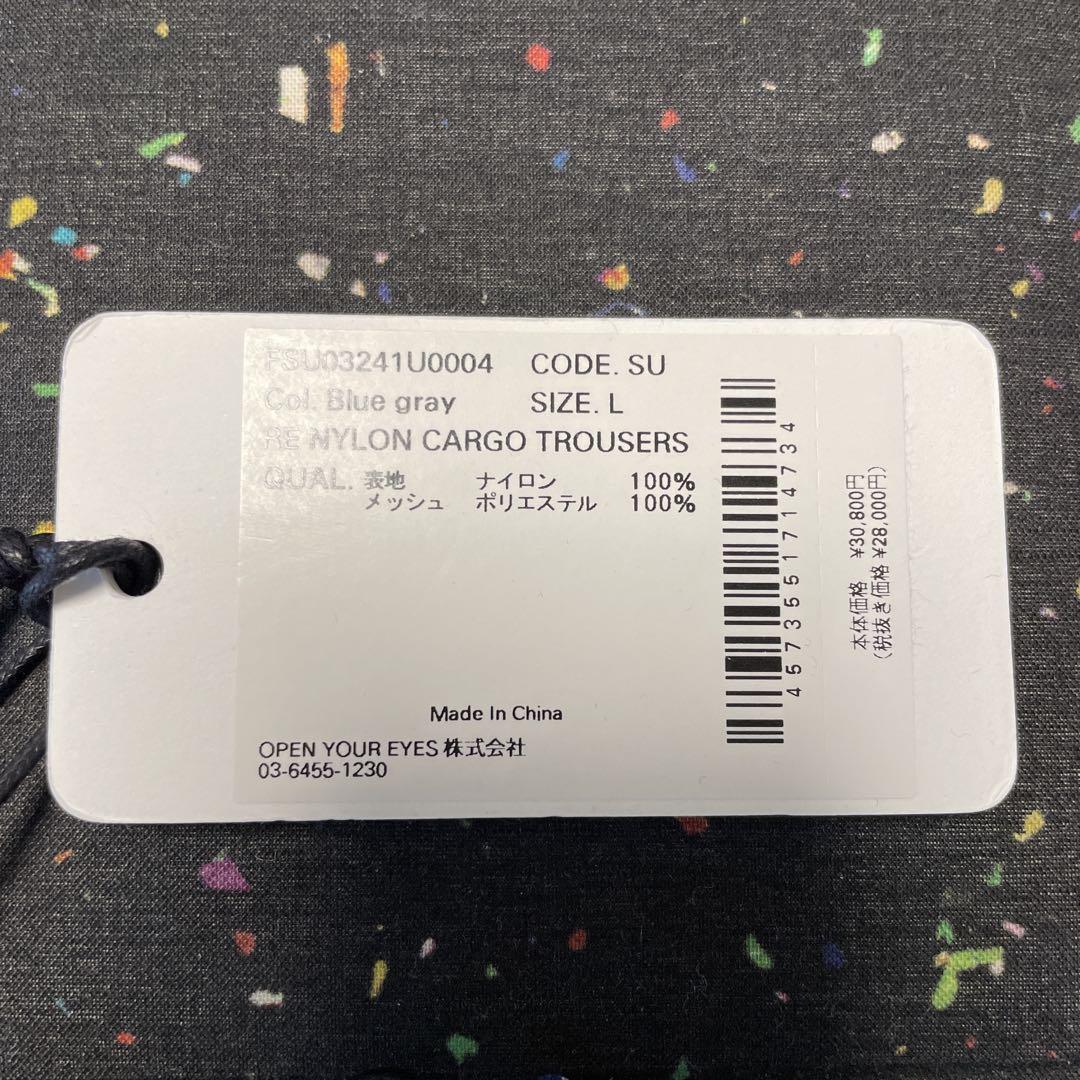 FSU03241U0004 CODE. SU
Col. Blue gray SIZE. L
RE NYLON CARGO TROUSERS
QUAL. 表地 ナイロン 100%
メッシュ ポリエステル 100%
Made In China
OPEN YOUR EYES 株式会社
03-6455-1230
4573551714734
本体価格 ¥30,800円
(税抜き価格 ¥28,000円)